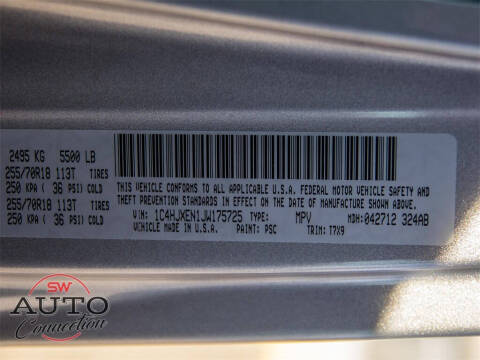 2495 KG 5500 LB
255/70R18 113T TIRES
250 KPA ( 36 PSI) COLD
255/70R18 113T TIRES
250 KPA ( 36 PSI) COLD
THIS VEHICLE CONFORMS TO ALL APPLICABLE U.S.A. FEDERAL MOTOR VEHICLE SAFETY AND
THEFT PREVENTION STANDARDS IN EFFECT ON THE DATE OF MANUFACTURE SHOWN ABOVE.
VIN: 1C4HJXEN1JW175725 TYPE: MPV MDH: 042712 324AB
VEHICLE MADE IN U.S.A. PAINT: PSC TRIM: T7X9
SW
AUTO
Connection